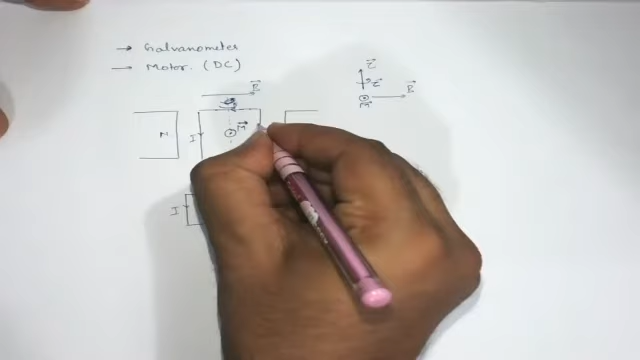 → Galvanometer
→ Motor. (DC)
B
M
N
I
I
τ
τ
B
M